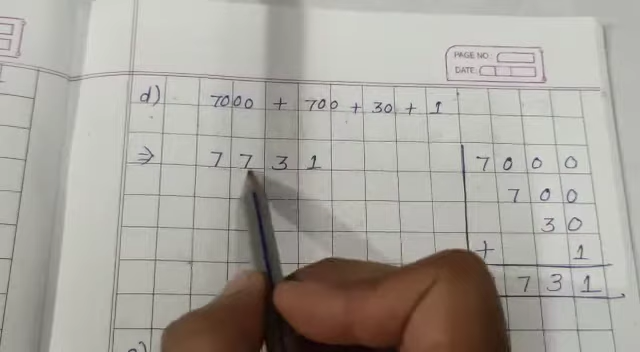 PAGE NO
DATE
d) 7000 + 700 + 30 + 1
⇒ 7 7 3 1
7 0 0 0
7 0 0
3 0
+ 1
7 3 1